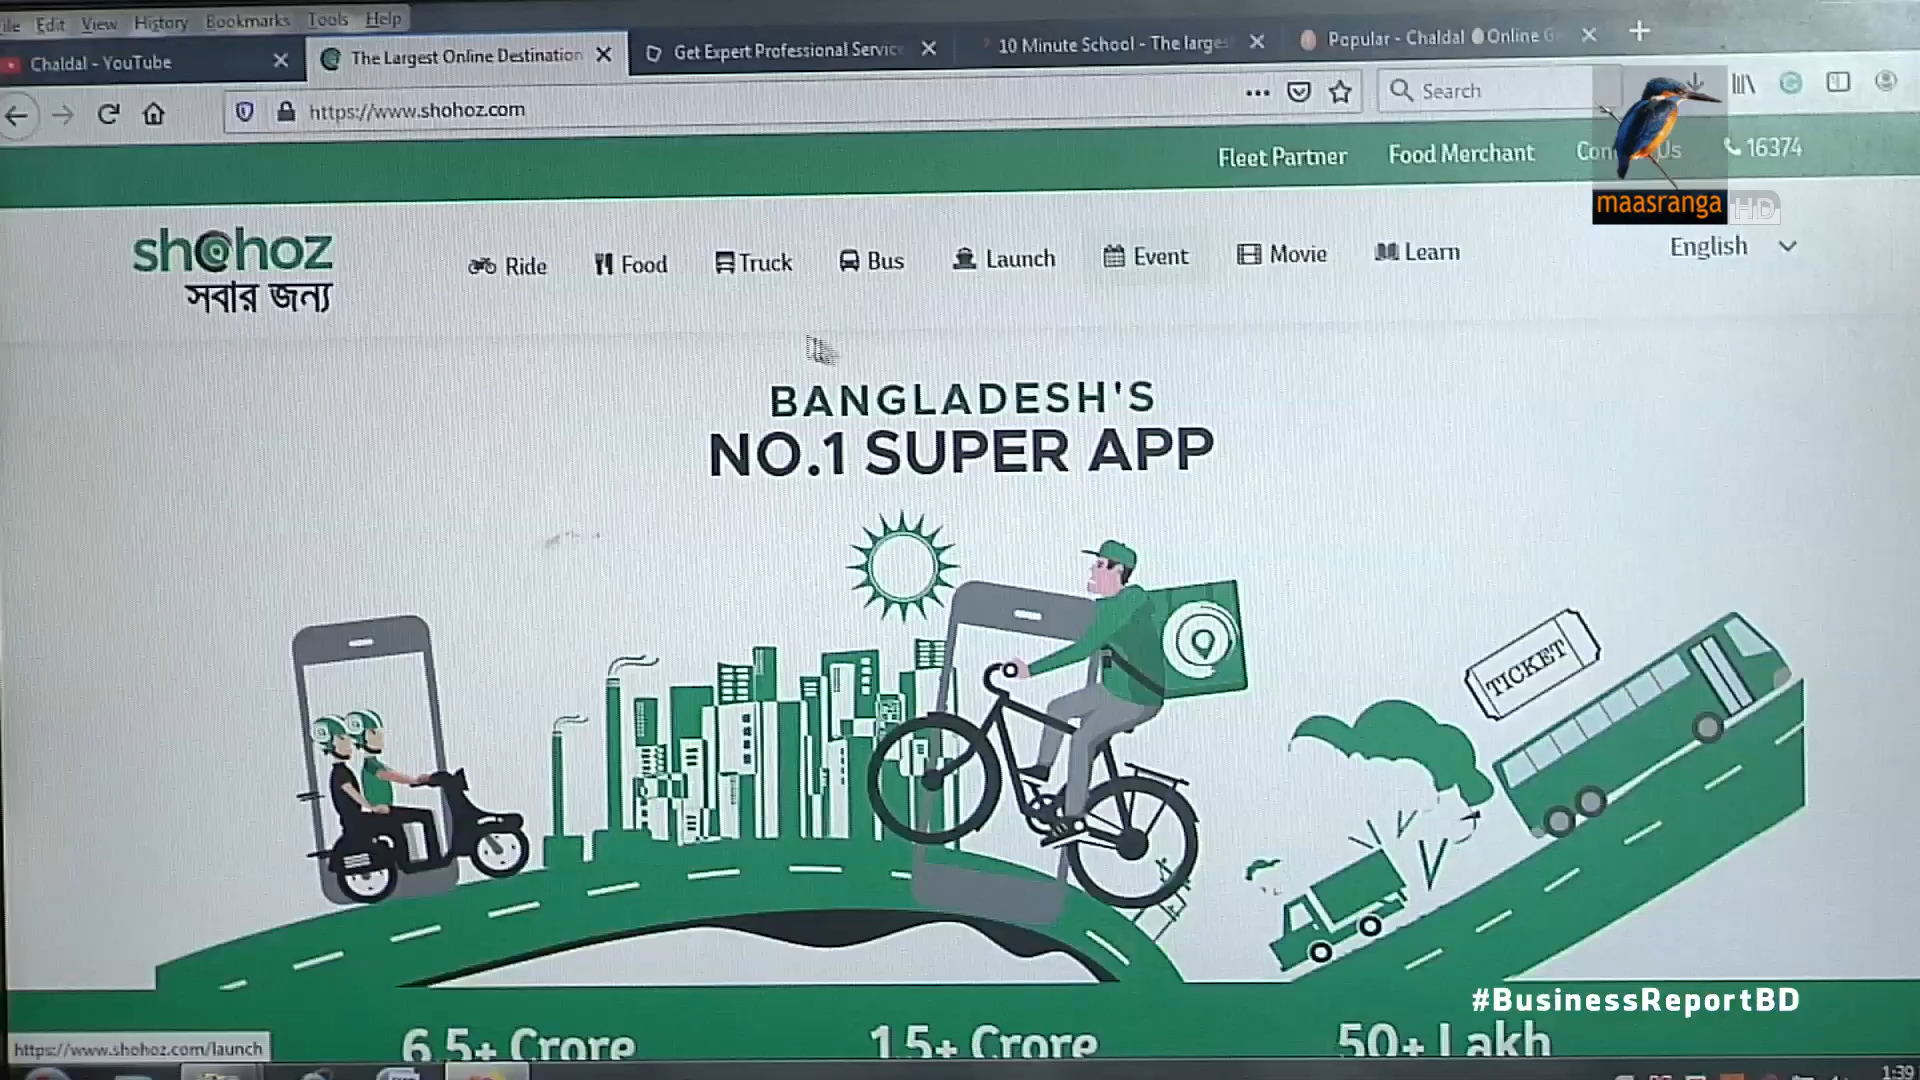 File Edit View History Bookmarks Tools Help
Chaldal - YouTube
The Largest Online Destination
Get Expert Professional Servic
10 Minute School - The larges
Popular - Chaldal Online G
https://www.shohoz.com
Search
Fleet Partner Food Merchant Us 16374
maasranga HD
shohoz
সবার জন্য
Ride Food Truck Bus Launch Event Movie Learn English
BANGLADESH'S
NO.1 SUPER APP
TICKET
#BusinessReportBD
6.5+ Crore 1.5+ Crore 50+ Lakh
https://www.shohoz.com/launch
1:39